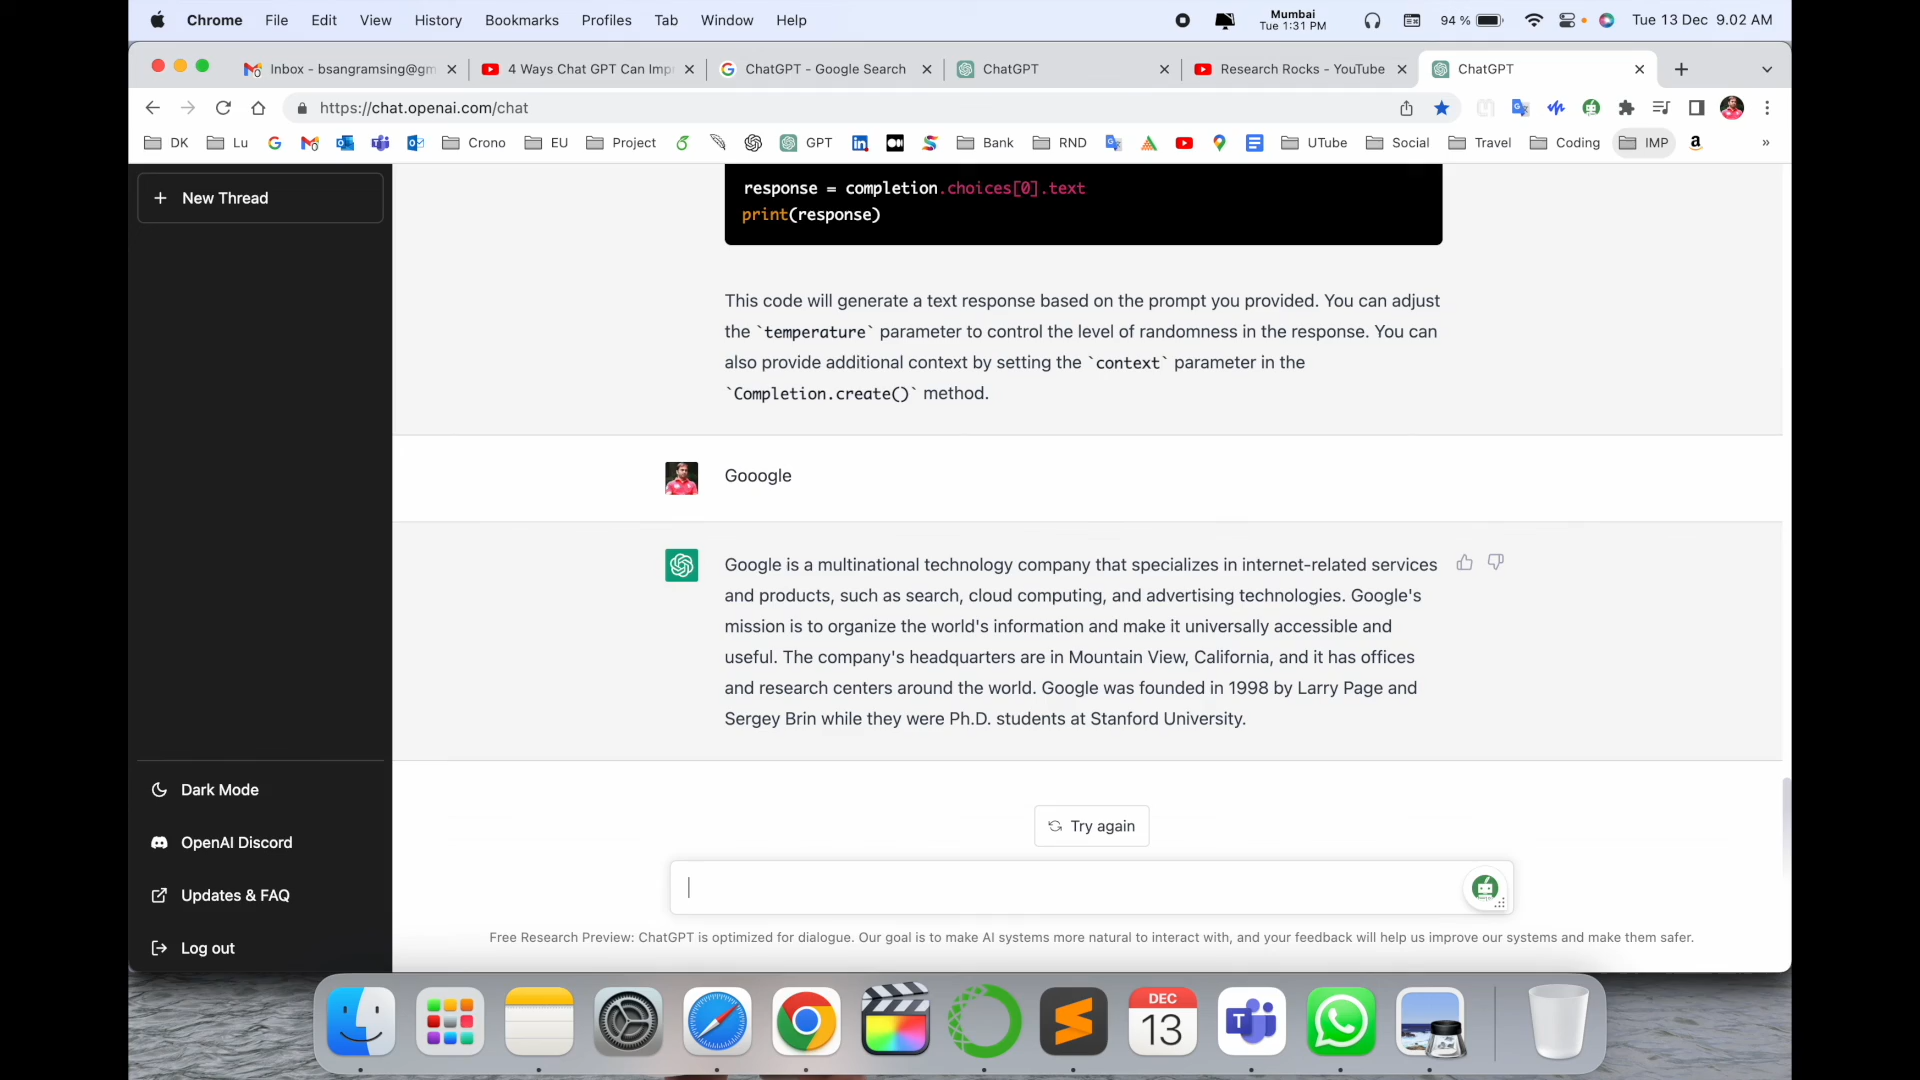 Chrome File Edit View History Bookmarks Profiles Tab Window Help Mumbai 94 % Tue 13 Dec 9.02 AM
Tue 1:31 PM
Inbox - bsangramsing@gm 4 Ways Chat GPT Can Imp ChatGPT - Google Search ChatGPT Research Rocks - YouTube ChatGPT
https://chat.openai.com/chat
DK Lu Crono EU Project GPT Bank RND UTube Social Travel Coding IMP »
New Thread
response = completion.choices[0].text
print(response)
This code will generate a text response based on the prompt you provided. You can adjust
the `temperature` parameter to control the level of randomness in the response. You can
also provide additional context by setting the `context` parameter in the
`Completion.create()` method.
Gooogle
Google is a multinational technology company that specializes in internet-related services
and products, such as search, cloud computing, and advertising technologies. Google's
mission is to organize the world's information and make it universally accessible and
useful. The company's headquarters are in Mountain View, California, and it has offices
and research centers around the world. Google was founded in 1998 by Larry Page and
Sergey Brin while they were Ph.D. students at Stanford University.
Dark Mode
OpenAI Discord
Updates & FAQ
Log out
Try again
Free Research Preview: ChatGPT is optimized for dialogue. Our goal is to make AI systems more natural to interact with, and your feedback will help us improve our systems and make them safer.
DEC
13